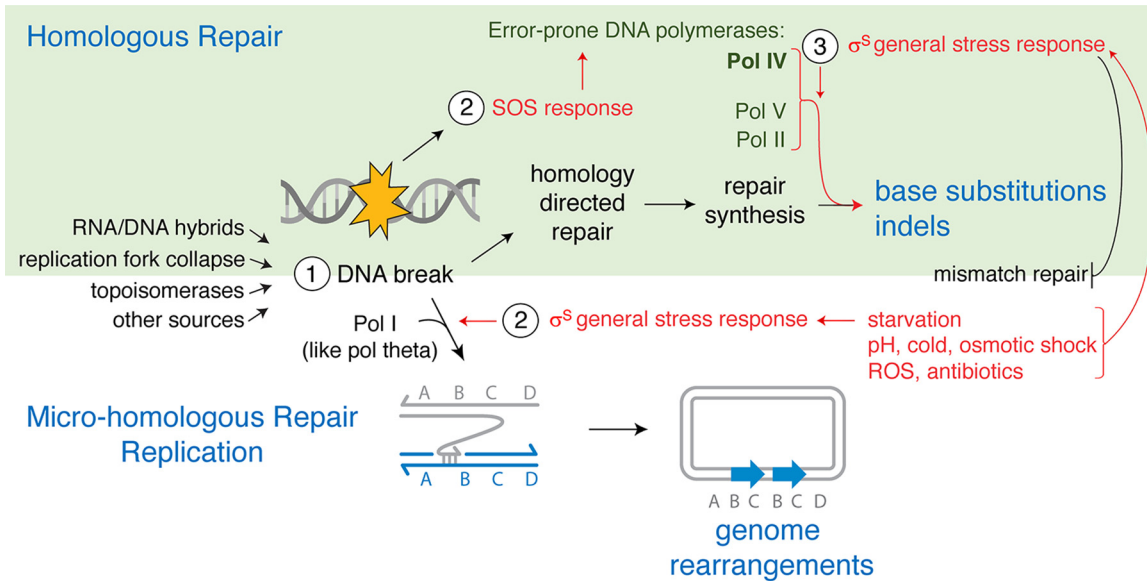 Homologous Repair
Error-prone DNA polymerases:
Pol IV
Pol V
Pol II
3 σS general stress response
2 SOS response
homology
directed
repair
repair
synthesis
base substitutions
indels
mismatch repair
RNA/DNA hybrids
replication fork collapse
topoisomerases
other sources
1 DNA break
Pol I
(like pol theta)
2 σS general stress response
starvation
pH, cold, osmotic shock
ROS, antibiotics
Micro-homologous Repair
Replication
A B C D
A B C D
A B C B C D
genome
rearrangements